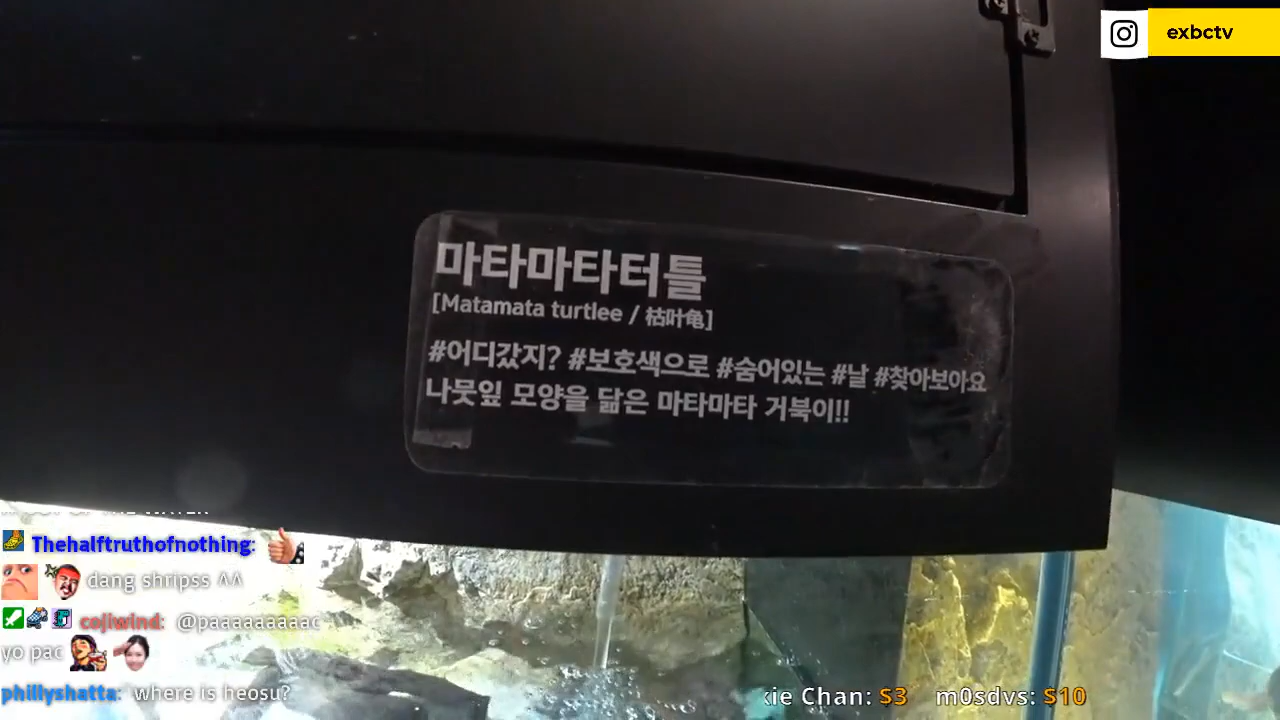 exbctv
마타마타터틀
[Matamata turtlee / 枯叶龟]
#어디갔지? #보호색으로 #숨어있는 #날 #찾아보아요
나뭇잎 모양을 닮은 마타마타 거북이!!
Thehalftruthofnothing:
dang shripss ^^
cojiwind: @paaaaaaaaac
yo pac
phillyshatta: where is heosu?
Chan: $3 m0sdvs: $10